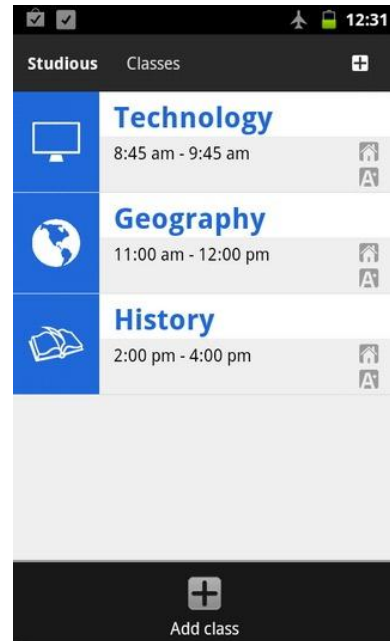 12:31
Studious Classes
Technology
8:45 am - 9:45 am
A+
Geography
11:00 am - 12:00 pm
A+
History
2:00 pm - 4:00 pm
A+
Add class